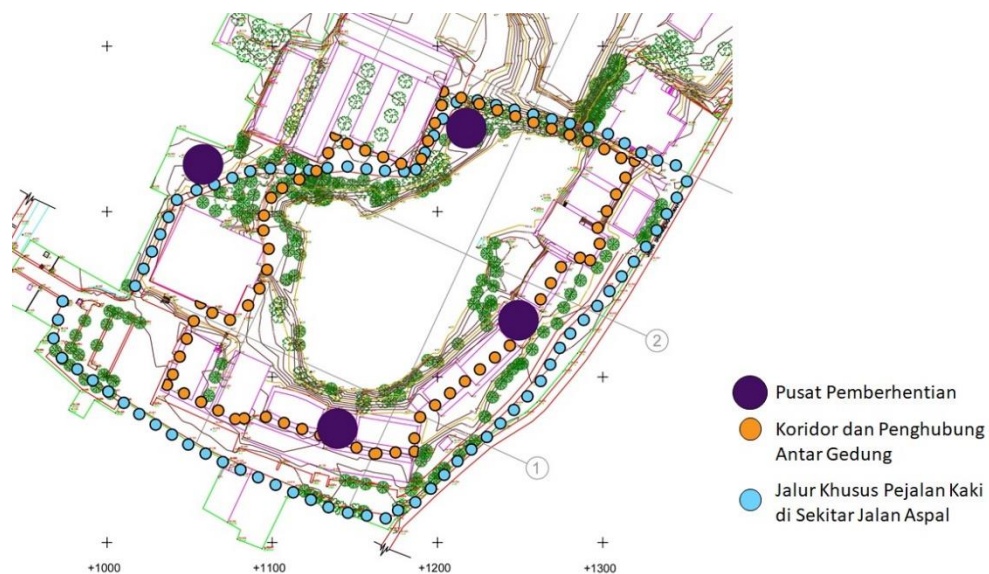 2
Pusat Pemberhentian
Koridor dan Penghubung
Antar Gedung
1
Jalur Khusus Pejalan Kaki
di Sekitar Jalan Aspal
+1000
+1100
+1200
+1300